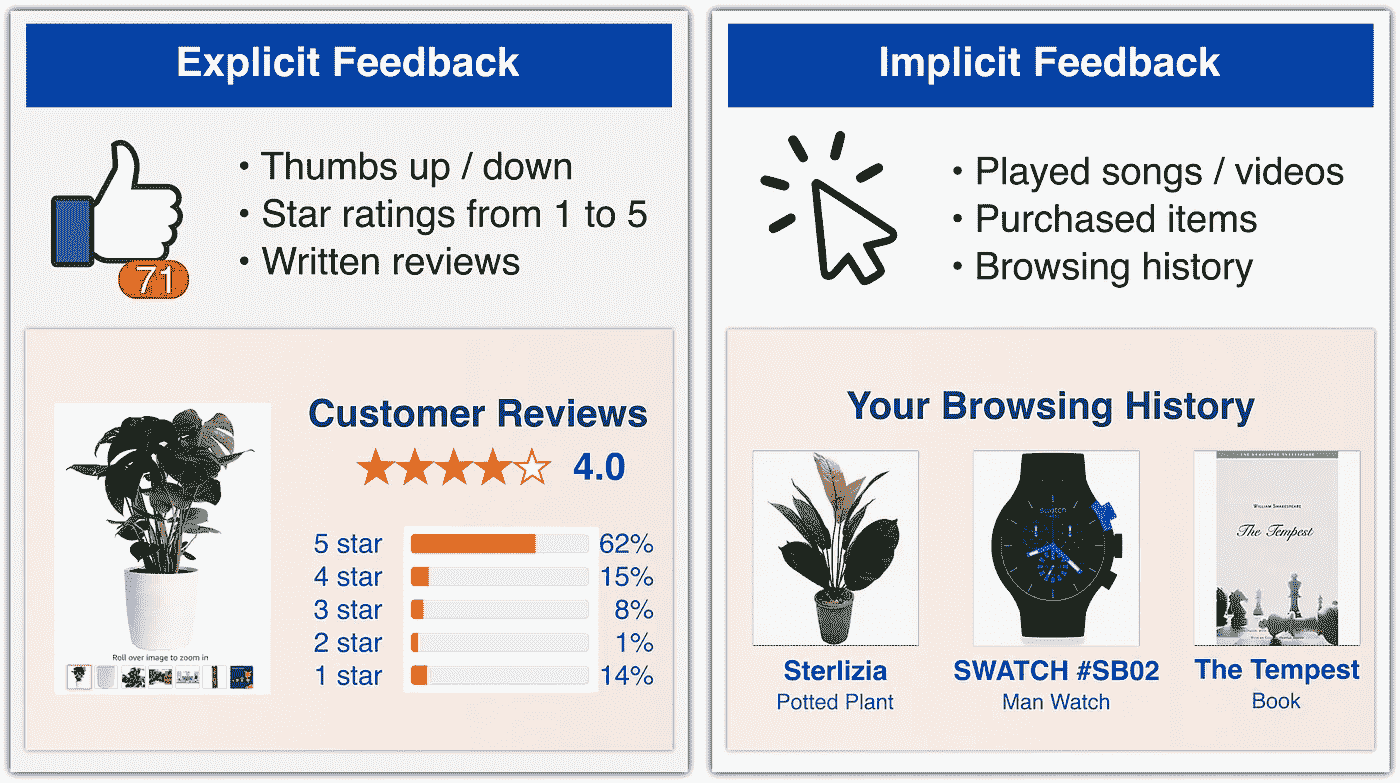 Explicit Feedback
• Thumbs up / down
• Star ratings from 1 to 5
• Written reviews
71
Customer Reviews
4.0
5 star 62%
4 star 15%
3 star 8%
2 star 1%
1 star 14%
Roll over image to zoom in
Implicit Feedback
• Played songs / videos
• Purchased items
• Browsing history
Your Browsing History
swatch
WILLIAM SHAKESPEARE
The Tempest
Sterlizia
Potted Plant
SWATCH #SB02
Man Watch
The Tempest
Book